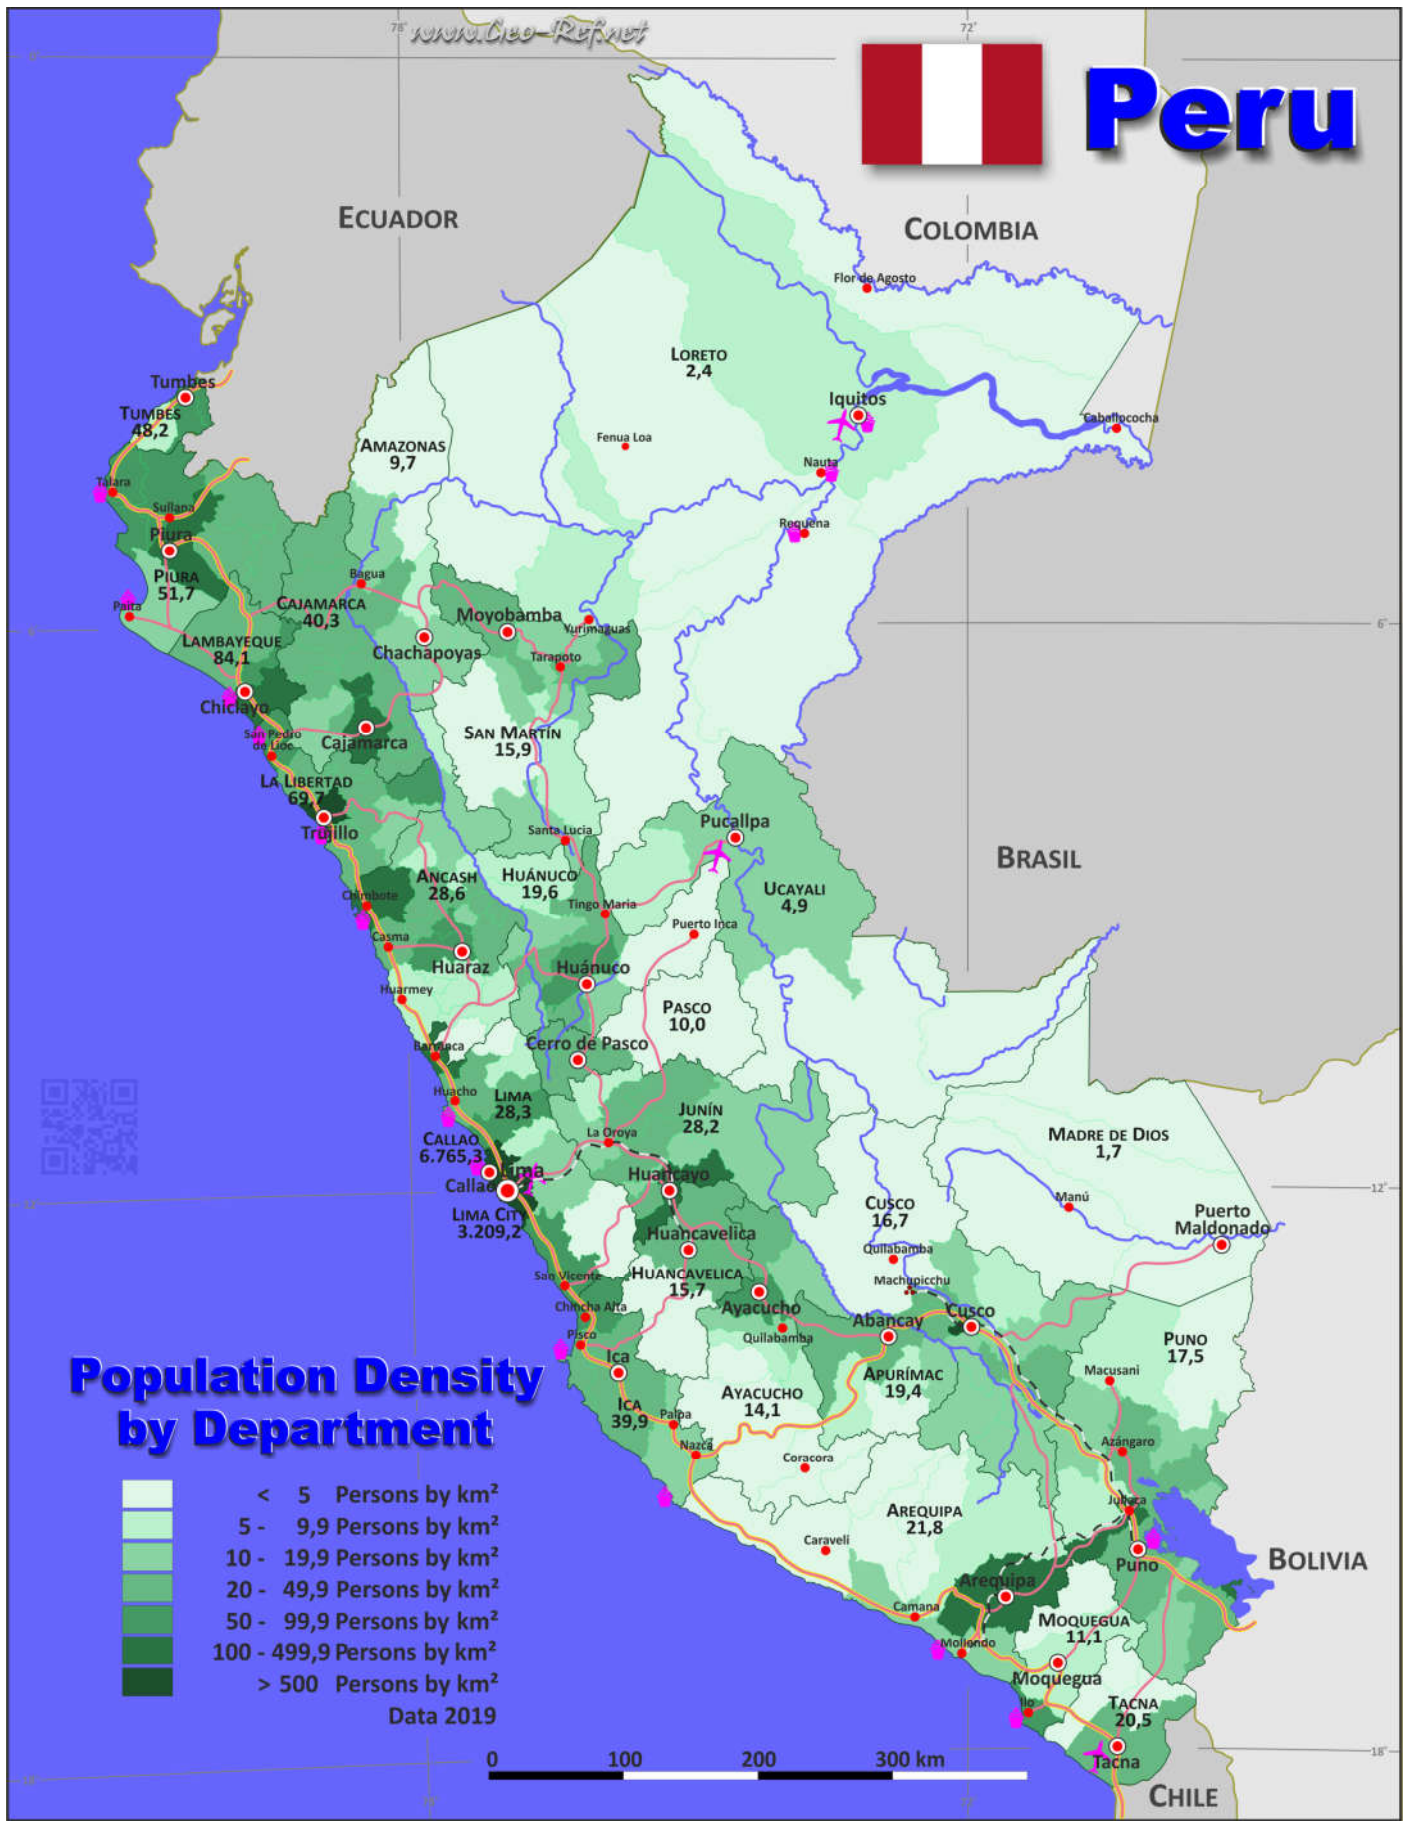 www.Geo-Ref.net
78°
72°
Peru
ECUADOR
COLOMBIA
Flor de Agosto
LORETO
2,4
Tumbes
TUMBES
48,2
Iquitos
Caballococha
AMAZONAS
9,7
Fenua Loa
Nauta
Talara
Sullana
Requena
Piura
Bagua
PIURA
51,7
Paita
CAJAMARCA
40,3
Moyobamba
Yurimaguas
6°
LAMBAYEQUE
84,1
Chachapoyas
Tarapoto
Chiclayo
San Pedro
de Lloc
Cajamarca
SAN MARTÍN
15,9
LA LIBERTAD
69,7
Trujillo
Santa Lucia
Pucallpa
BRASIL
ANCASH
28,6
HUÁNUCO
19,6
UCAYALI
4,9
Chimbote
Tingo Maria
Puerto Inca
Casma
Huaraz
Huánuco
Huarmey
PASCO
10,0
Barranca
Cerro de Pasco
Huacho
LIMA
28,3
JUNÍN
28,2
La Oroya
MADRE DE DIOS
1,7
CALLAO
6.765,3
Lima
Callao
Huancayo
12°
LIMA CITY
3.209,2
CUSCO
16,7
Manú
Puerto
Maldonado
Huancavelica
Quilabamba
HUANCAVELICA
15,7
Machupicchu
San Vicente
Chincha Alta
Ayacucho
Cusco
Pisco
Quilabamba
Abancay
PUNO
17,5
Ica
Macusani
APURÍMAC
19,4
Population Density
by Department
AYACUCHO
14,1
ICA
39,9
Palpa
Nazca
Azángaro
Coracora
< 5 Persons by km²
5 - 9,9 Persons by km²
10 - 19,9 Persons by km²
20 - 49,9 Persons by km²
50 - 99,9 Persons by km²
100 - 499,9 Persons by km²
> 500 Persons by km²
Data 2019
AREQUIPA
21,8
Juliaca
Caraveli
Puno
BOLIVIA
Arequipa
Camana
MOQUEGUA
11,1
Mollendo
Moquegua
Ilo
TACNA
20,5
18°
Tacna
0 100 200 300 km
CHILE